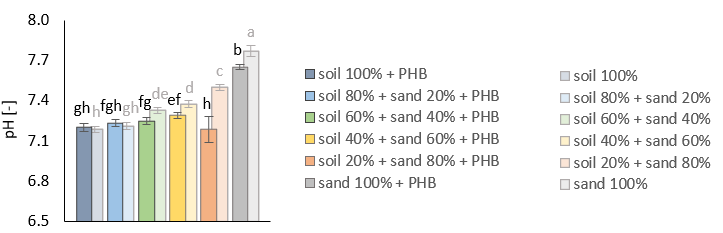 8.0
7.7
7.4
7.1
6.8
6.5
pH [-]
gh h fgh gh fg de ef d h c b a
soil 100% + PHB
soil 80% + sand 20% + PHB
soil 60% + sand 40% + PHB
soil 40% + sand 60% + PHB
soil 20% + sand 80% + PHB
sand 100% + PHB
soil 100%
soil 80% + sand 20%
soil 60% + sand 40%
soil 40% + sand 60%
soil 20% + sand 80%
sand 100%